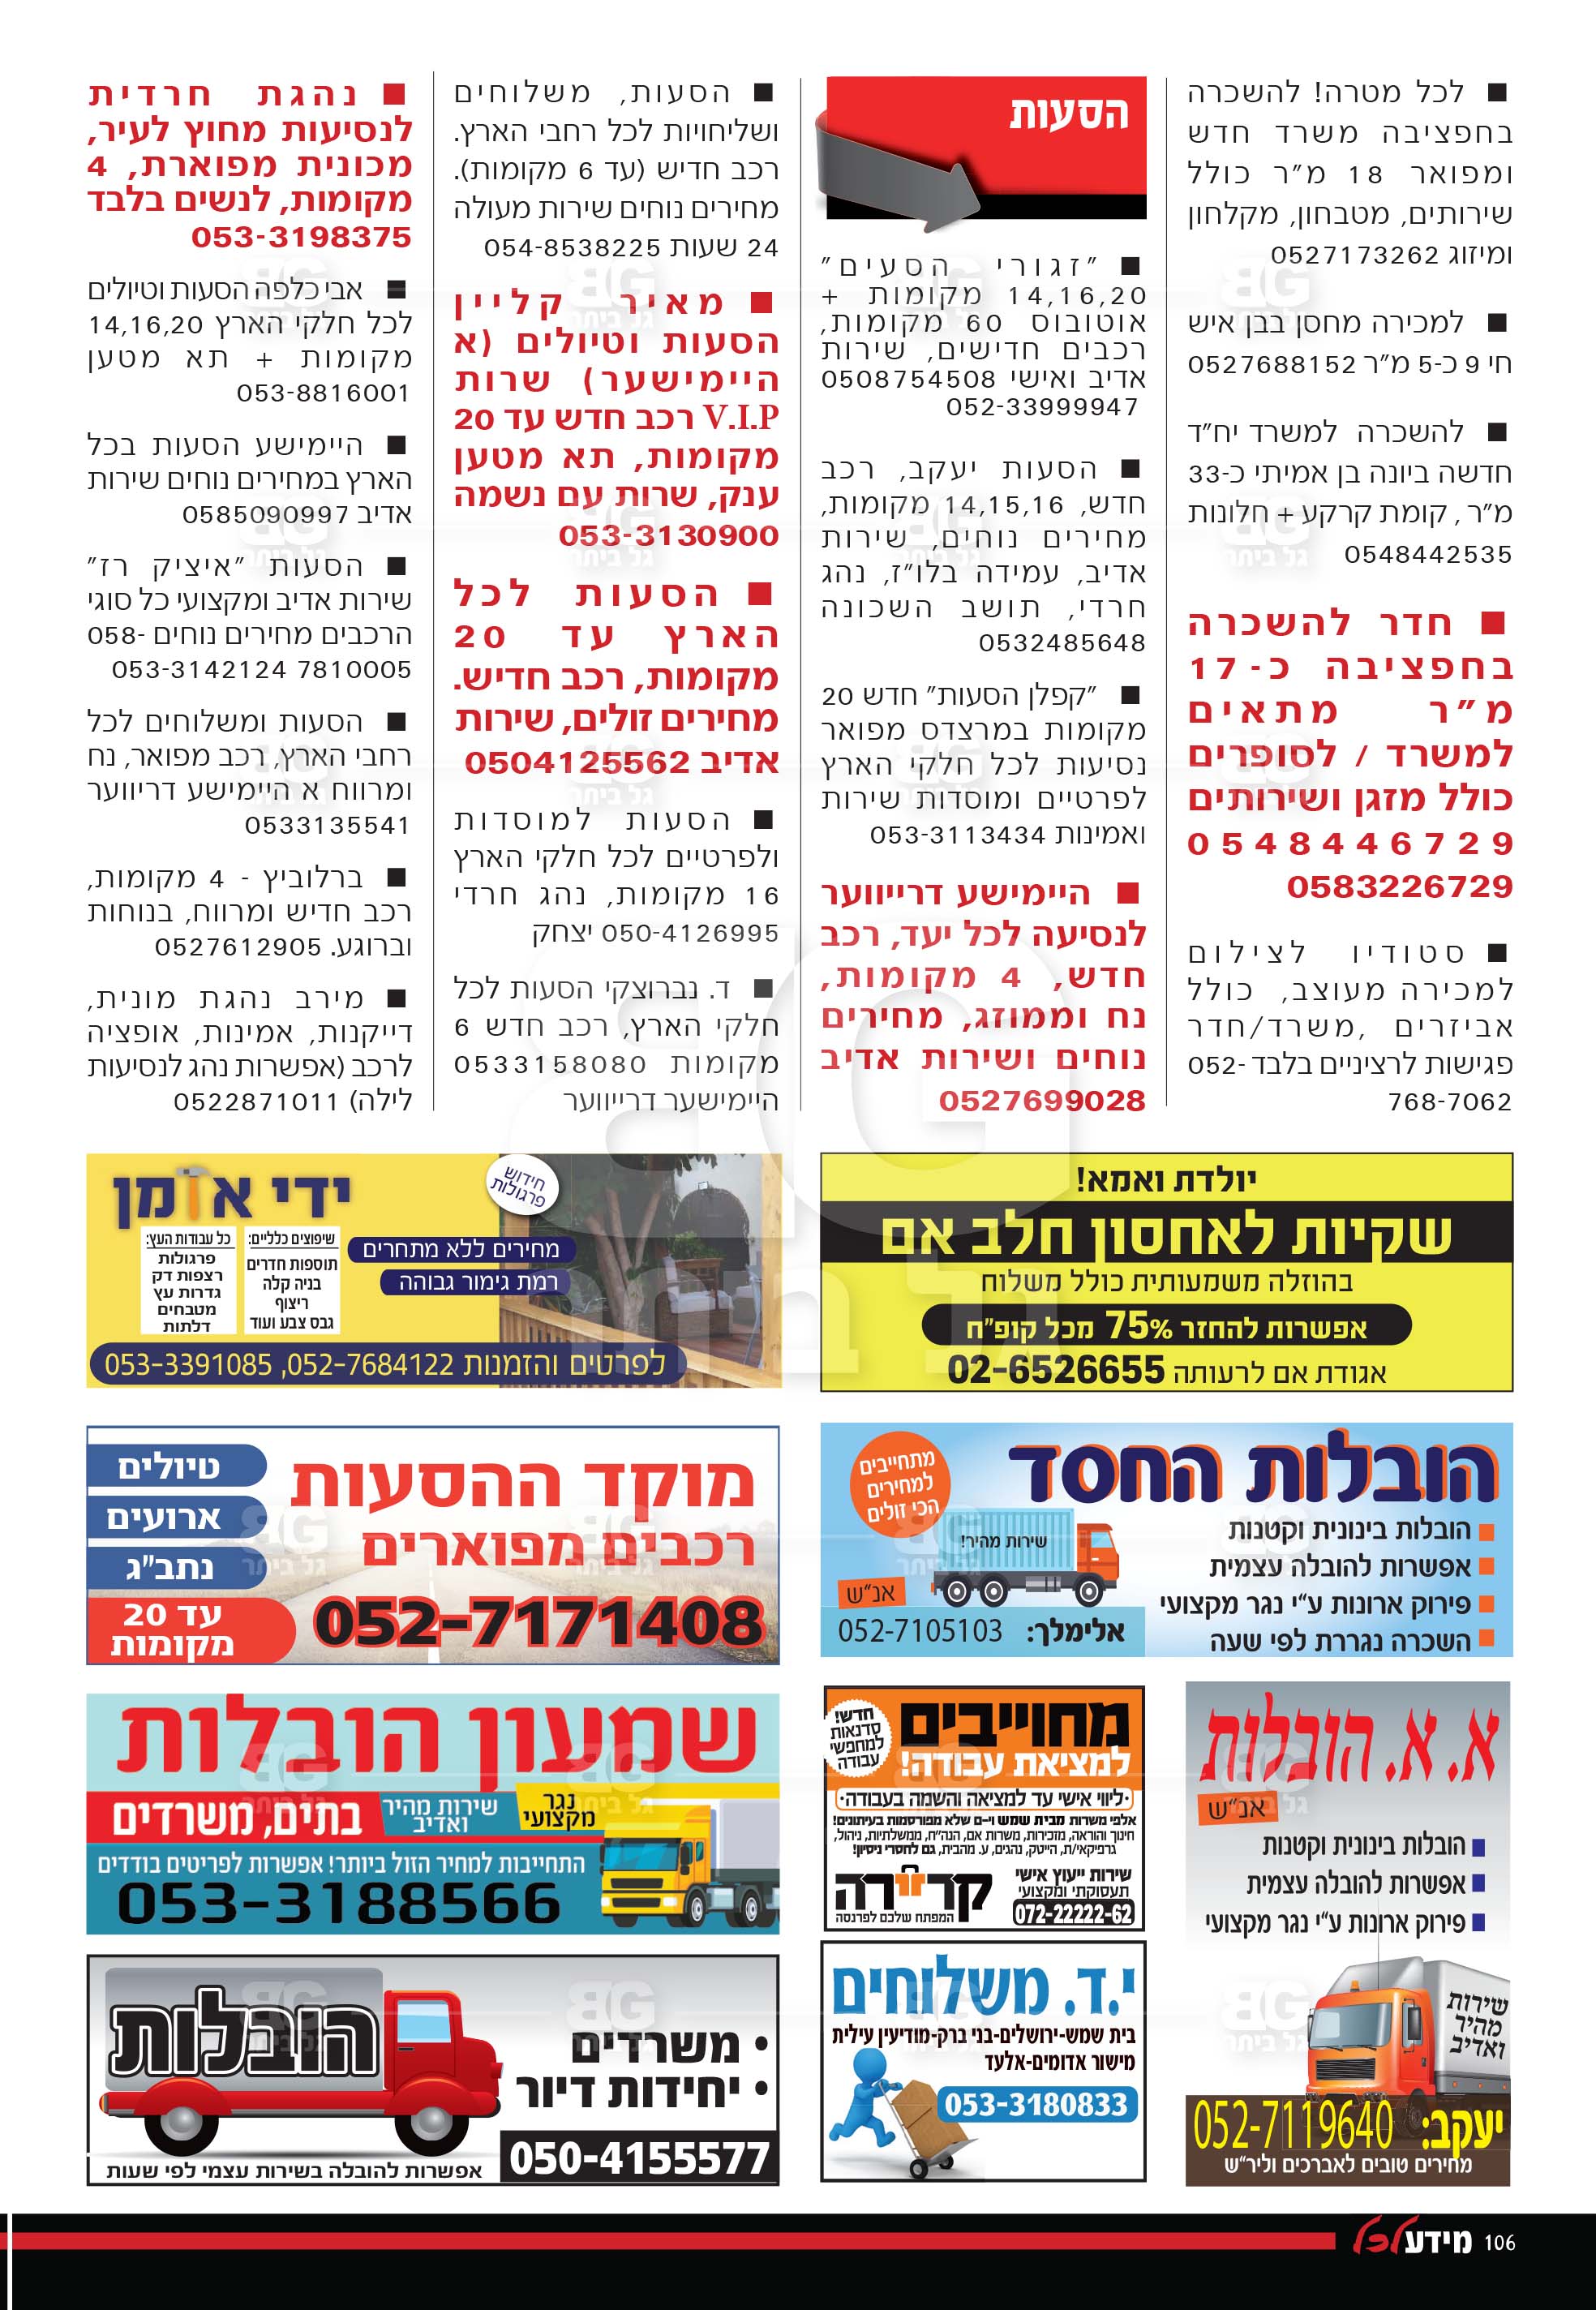 ■ לכל מטרה! להשכרה
בחפציבה משרד חדש
ומפואר 18 מ"ר כולל
שירותים, מטבחון, מקלחון
ומיזוג 0527173262
■ למכירה מחסן בבן איש
חי 9 כ-5 מ"ר 0527688152
■ להשכרה למשרד יח"ד
חדשה ביונה בן אמיתי כ-33
מ"ר , קומת קרקע + חלונות
0548442535
■ חדר להשכרה
בחפציבה כ-17
מ"ר מתאים
למשרד / לסופרים
כולל מזגן ושירותים
0548446729
0583226729
■ סטודיו לצילום
למכירה מעוצב, כולל
אביזרים ,משרד/חדר
פגישות לרציניים בלבד 052-
768-7062
הסעות
■ "זגורי הסעים"
14,16,20 מקומות +
אוטובוס 60 מקומות,
רכבים חדישים, שירות
אדיב ואישי 0508754508
052-33999947
■ הסעות יעקב, רכב
חדש, 14,15,16 מקומות,
מחירים נוחים, שירות
אדיב, עמידה בלו"ז, נהג
חרדי, תושב השכונה
0532485648
■ "קפלן הסעות" חדש 20
מקומות במרצדס מפואר
נסיעות לכל חלקי הארץ
לפרטיים ומוסדות שירות
ואמינות 053-3113434
■ היימישע דרייווער
לנסיעה לכל יעד, רכב
חדש, 4 מקומות,
נח וממוזג, מחירים
נוחים ושירות אדיב
0527699028
■ הסעות, משלוחים
ושליחויות לכל רחבי הארץ.
רכב חדיש (עד 6 מקומות).
מחירים נוחים שירות מעולה
24 שעות 054-8538225
■ מאיר קליין
הסעות וטיולים (א
היימישער) שרות
V.I.P רכב חדש עד 20
מקומות, תא מטען
ענק, שרות עם נשמה
053-3130900
■ הסעות לכל
הארץ עד 20
מקומות, רכב חדיש.
מחירים זולים, שירות
אדיב 0504125562
■ הסעות למוסדות
ולפרטיים לכל חלקי הארץ
16 מקומות, נהג חרדי
050-4126995 יצחק
■ ד. נברוצקי הסעות לכל
חלקי הארץ, רכב חדש 6
מקומות 0533158080
היימישער דרייווער
■ נהגת חרדית
לנסיעות מחוץ לעיר,
מכונית מפוארת, 4
מקומות, לנשים בלבד
053-3198375
■ אבי כלפה הסעות וטיולים
לכל חלקי הארץ 14,16,20
מקומות + תא מטען
053-8816001
■ היימישע הסעות בכל
הארץ במחירים נוחים שירות
אדיב 0585090997
■ הסעות "איציק רז"
שירות אדיב ומקצועי כל סוגי
הרכבים מחירים נוחים 058-
7810005 053-3142124
■ הסעות ומשלוחים לכל
רחבי הארץ, רכב מפואר, נח
ומרווח א היימישע דריווער
0533135541
■ ברלוביץ - 4 מקומות,
רכב חדיש ומרווח, בנוחות
וברוגע. 0527612905
■ מירב נהגת מונית,
דייקנות, אמינות, אופציה
לרכב (אפשרות נהג לנסיעות
לילה) 0522871011
יולדת ואמא!
שקיות לאחסון חלב אם
בהוזלה משמעותית כולל משלוח
אפשרות להחזר 75% מכל קופ"ח
אגודת אם לרעותה 02-6526655
ידי אומן
חידוש
פרגולות
מחירים ללא מתחרים
רמת גימור גבוהה
שיפוצים כלליים:
תוספות חדרים
בניה קלה
ריצוף
גבס צבע ועוד
כל עבודות העץ:
פרגולות
רצפות דק
גדרות עץ
מטבחים
דלתות
לפרטים והזמנות 052-7684122, 053-3391085
הובלות החסד
מתחייבים
למחירים
הכי זולים
■ הובלות בינונית וקטנות
■ אפשרות להובלה עצמית
■ פירוק ארונות ע"י נגר מקצועי
■ השכרה נגררת לפי שעה
שירות מהיר!
אנ"ש
אלימלך: 052-7105103
מוקד ההסעות
רכבים מפוארים
052-7171408
טיולים
ארועים
נתב"ג
עד 20
מקומות
א. א. הובלות
אנ"ש
■ הובלות בינונית וקטנות
■ אפשרות להובלה עצמית
■ פירוק ארונות ע"י נגר מקצועי
שירות
מהיר
ואדיב
יעקב: 052-7119640
מחירים טובים לאברכים וליר"ש
מחוייבים
למציאת עבודה!
חדש!
סדנאות
למחפשי
עבודה
·ליווי אישי עד למציאה והשמה בעבודה·
אלפי משרות מבית שמש וי-ם שלא מפורסמות בעיתונים!
חינוך והוראה, מזכירות, משרות אם, הנה"ח, ממשלתיות, ניהול,
גרפיקאי/ת, הייטק, נהגים, ע. מהבית, גם לחסרי ניסיון!
שירות ייעוץ אישי
תעסוקתי ומקצועי
072-22222-62
קריירה
המפתח שלכם לפרנסה
שמעון הובלות
נגר
מקצועי
שירות מהיר
ואדיב
בתים, משרדים
התחייבות למחיר הזול ביותר! אפשרות לפריטים בודדים
053-3188566
י.ד. משלוחים
בית שמש-ירושלים-בני ברק-מודיעין עילית
מישור אדומים-אלעד
053-3180833
הובלות
• משרדים
• יחידות דיור
050-4155577
אפשרות להובלה בשירות עצמי לפי שעות
106 מידע לכל
BG
גל ביתר